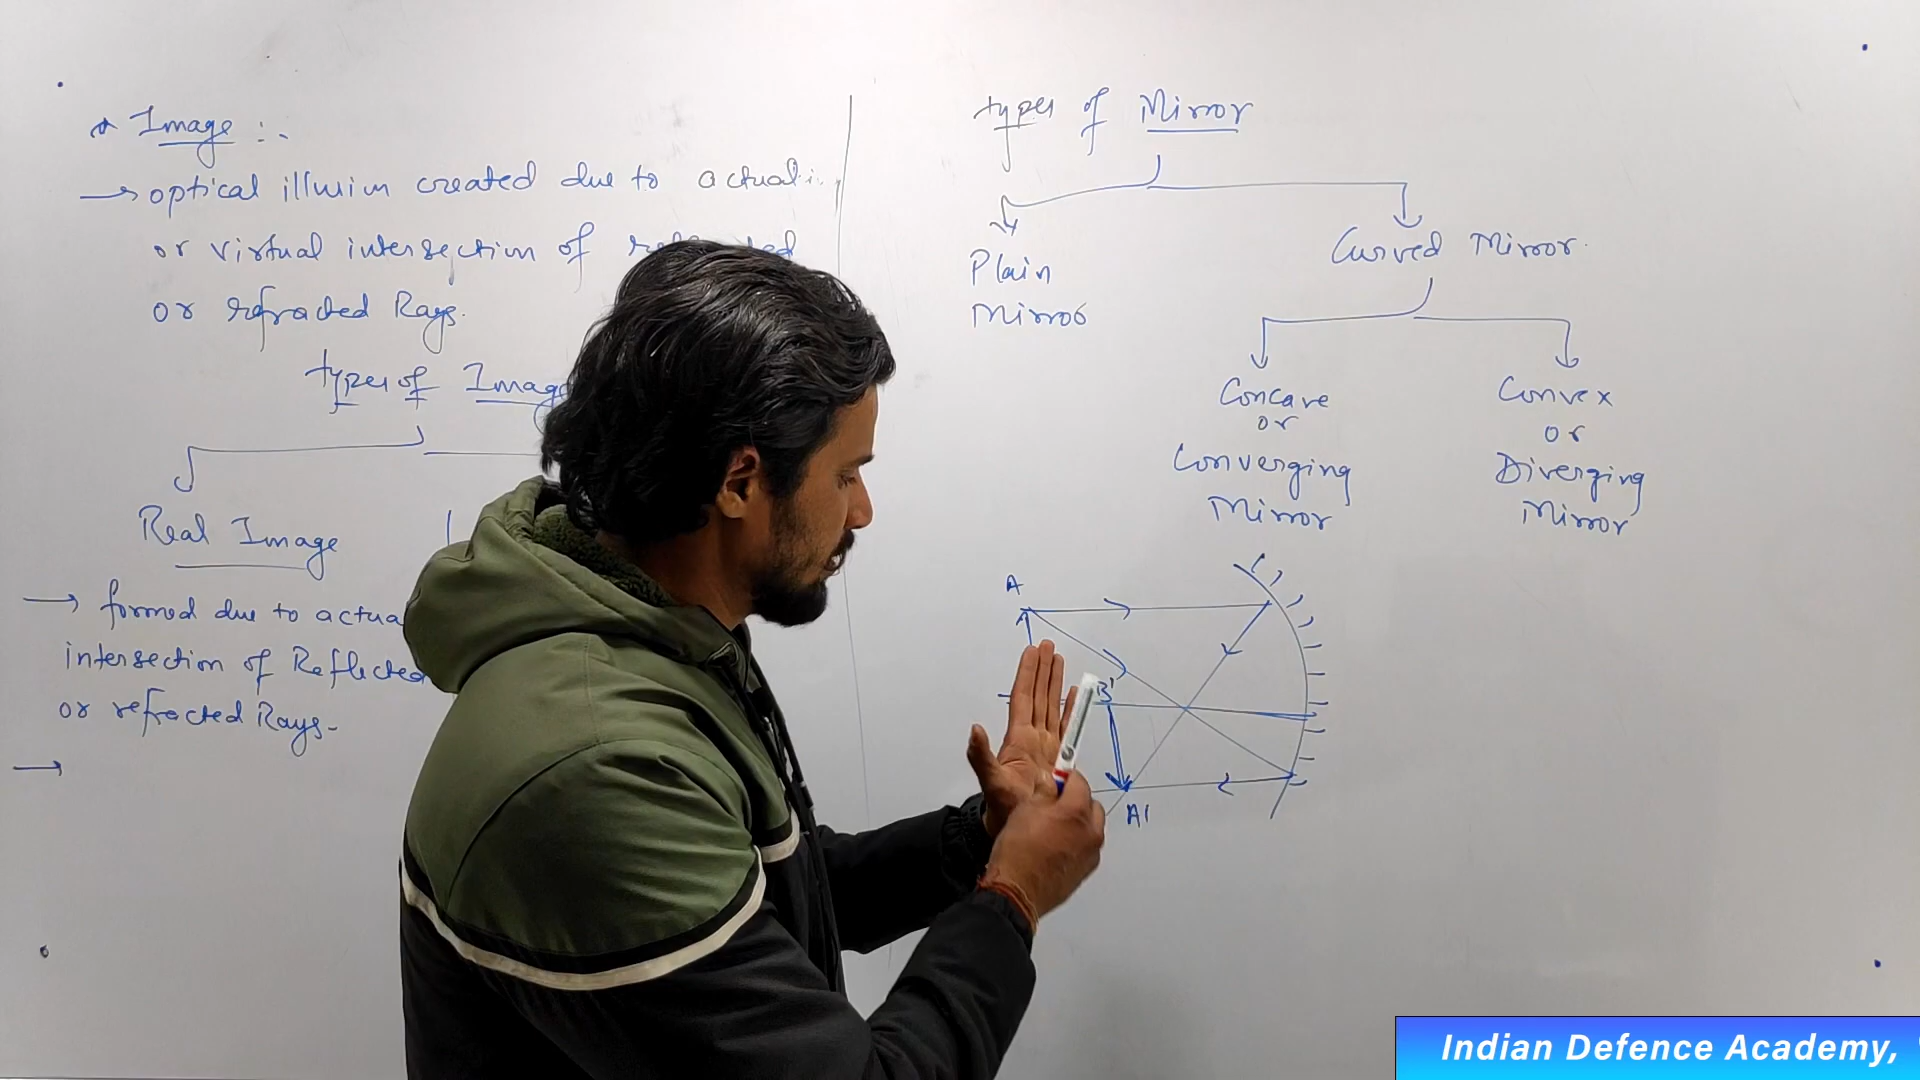 Image :-
→ optical illusion created due to actual
or virtual intersection of
or refracted Rays.
types of Image
Real Image
→ formed due to actua
intersection of Reflected
or refracted Rays-
→
types of Mirror
Plain
Mirror
Curved Mirror
Concave
or
Converging
Mirror
Convex
or
Diverging
Mirror
A
B'
A'
Indian Defence Academy,